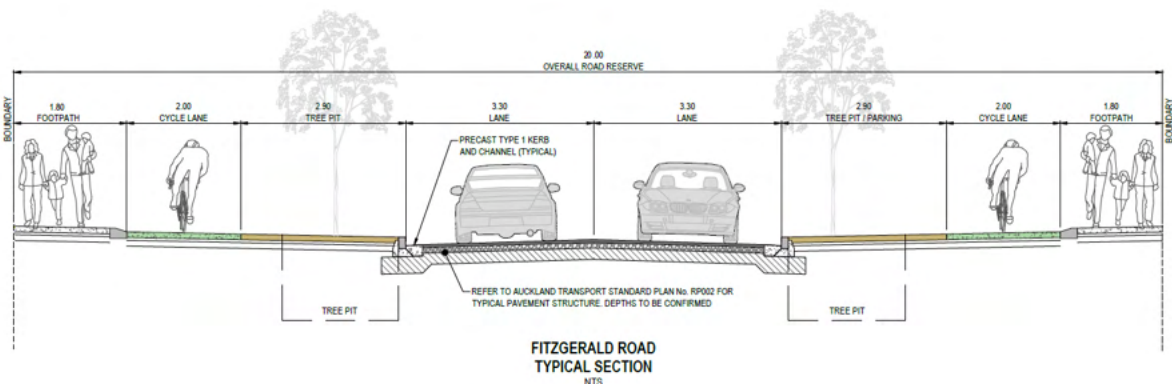 20.00
OVERALL ROAD RESERVE
BOUNDARY
1.80
FOOTPATH
2.00
CYCLE LANE
2.90
TREE PIT
3.30
LANE
3.30
LANE
2.90
TREE PIT / PARKING
2.00
CYCLE LANE
1.80
FOOTPATH
BOUNDARY
PRECAST TYPE 1 KERB
AND CHANNEL (TYPICAL)
REFER TO AUCKLAND TRANSPORT STANDARD PLAN No. RP002 FOR
TYPICAL PAVEMENT STRUCTURE. DEPTHS TO BE CONFIRMED
TREE PIT
TREE PIT
FITZGERALD ROAD
TYPICAL SECTION
NTS